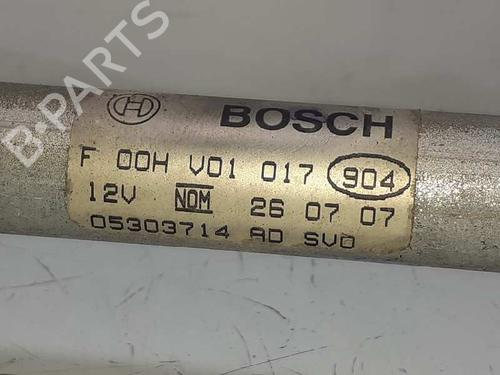 BOSCH
F 00H V01 017 904
12V NOM 26 07 07
05303714 AD SVO
B-PARTS